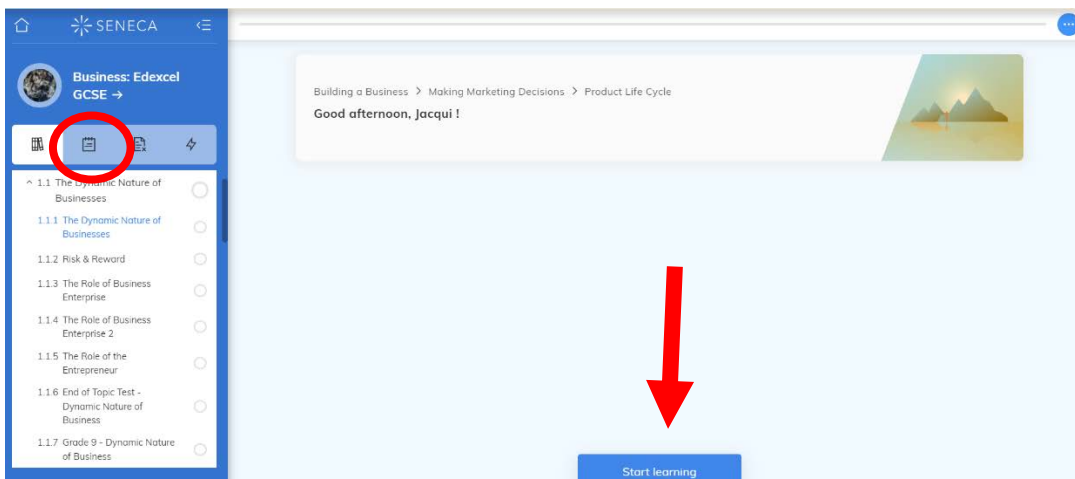 SENECA
Business: Edexcel
GCSE →
^ 1.1 The Dynamic Nature of
Businesses
1.1.1 The Dynamic Nature of
Businesses
1.1.2 Risk & Reward
1.1.3 The Role of Business
Enterprise
1.1.4 The Role of Business
Enterprise 2
1.1.5 The Role of the
Entrepreneur
1.1.6 End of Topic Test -
Dynamic Nature of
Business
1.1.7 Grade 9 - Dynamic Nature
of Business
Building a Business > Making Marketing Decisions > Product Life Cycle
Good afternoon, Jacqui !
Start learning